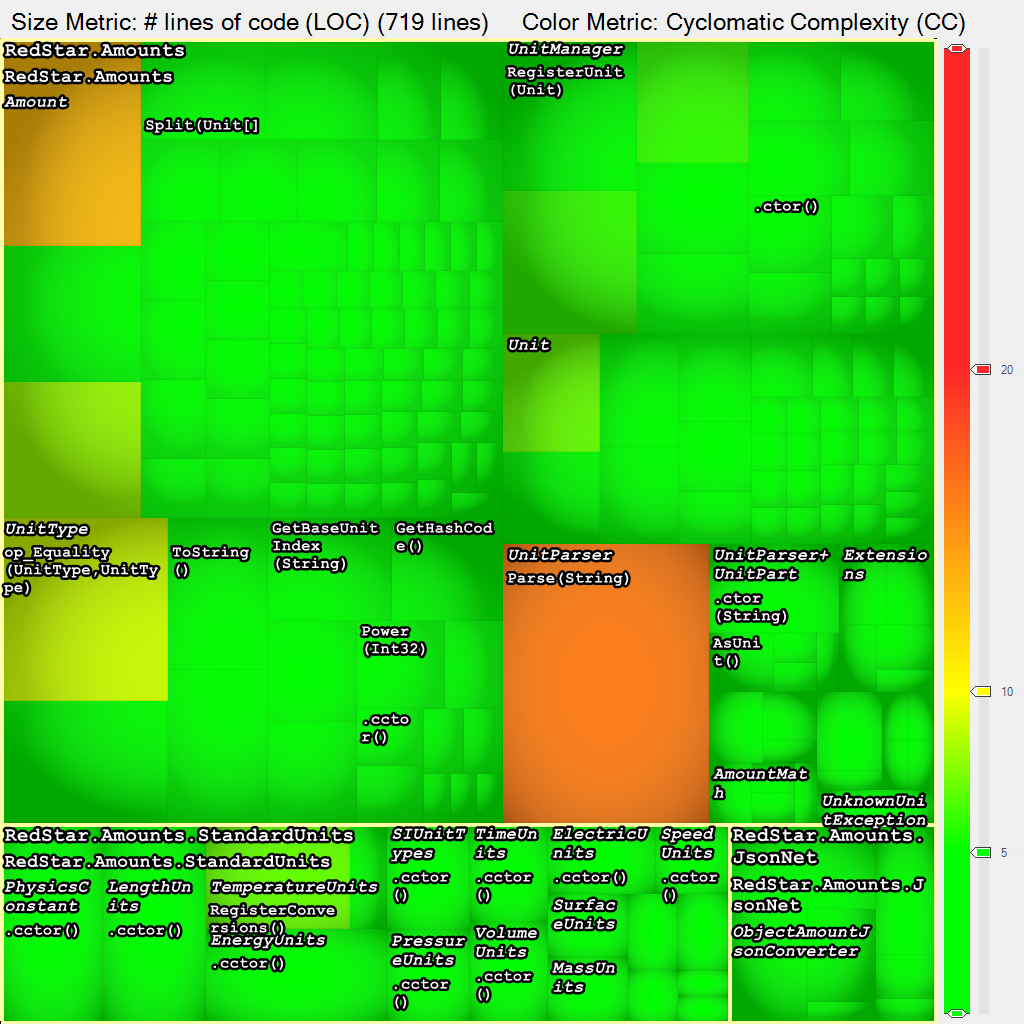 Size Metric: # lines of code (LOC) (719 lines)
Color Metric: Cyclomatic Complexity (CC)
RedStar.Amounts
RedStar.Amounts
Amount
Split(Unit[]
UnitManager
RegisterUnit
(Unit)
.ctor()
Unit
UnitType
op_Equality
(UnitType,UnitTy
pe)
ToString
()
GetBaseUnit
Index
(String)
GetHashCod
e()
Power
(Int32)
.ccto
r()
UnitParser
Parse(String)
UnitParser+
UnitPart
.ctor
(String)
AsUni
t()
Extensio
ns
AmountMat
h
UnknownUni
tException
RedStar.Amounts.StandardUnits
RedStar.Amounts.StandardUnits
PhysicsC
onstant
.cctor()
LengthUn
its
.cctor()
TemperatureUnits
RegisterConve
rsions()
EnergyUnits
.cctor()
SIUnitT
ypes
.cctor
()
PressurUnits
eUnits
.cctor
()
TimeUn
its
.cctor
()
Volume
Units
.cctor
()
ElectricU
nits
.cctor()
Surfac
eUnits
MassUn
its
Speed
Units
.cctor
()
RedStar.Amounts.
JsonNet
RedStar.Amounts.J
sonNet
ObjectAmountJ
sonConverter
20
10
5